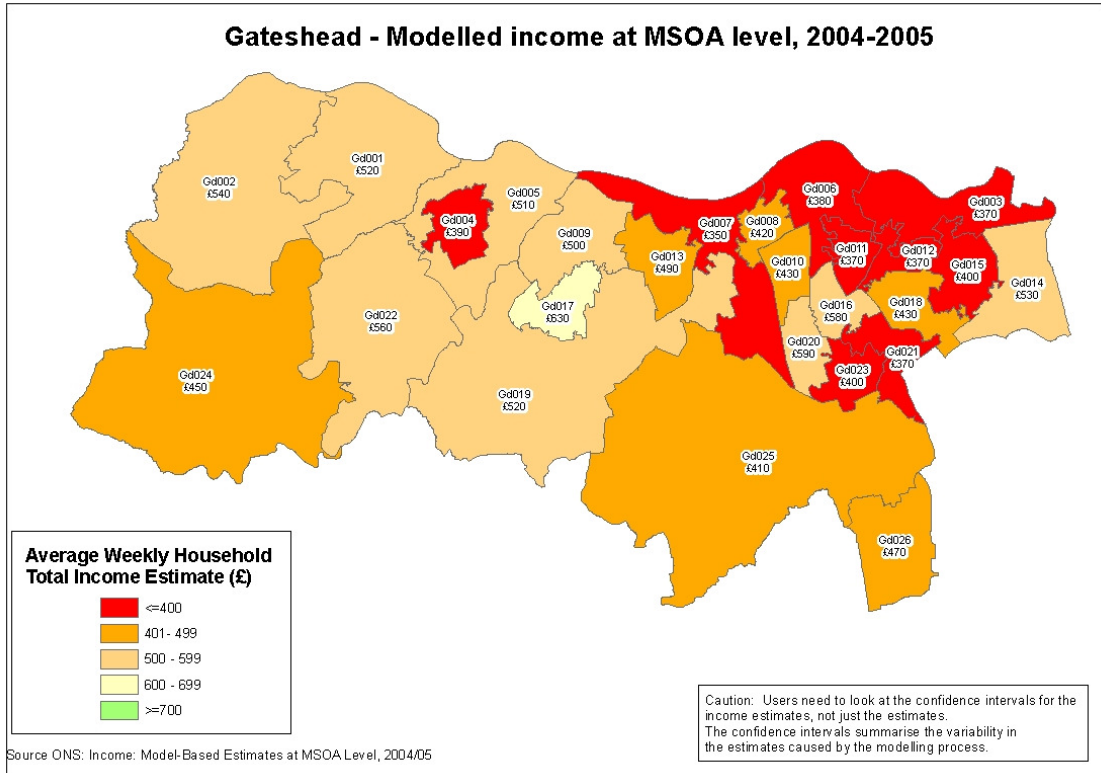 Gateshead - Modelled income at MSOA level, 2004-2005
Gd001
£520
Gd002
£540
Gd005
£510
Gd004
£390
Gd006
£380
Gd003
£370
Gd007
£350
Gd008
£420
Gd009
£500
Gd011
£370
Gd012
£370
Gd013
£490
Gd010
£430
Gd015
£400
Gd014
£530
Gd017
£630
Gd016
£580
Gd018
£430
Gd022
£560
Gd020
£590
Gd021
£370
Gd024
£450
Gd023
£400
Gd019
£520
Gd025
£410
Gd026
£470
Average Weekly Household
Total Income Estimate (£)
<=400
401- 499
500 - 599
600 - 699
>=700
Caution: Users need to look at the confidence intervals for the
income estimates, not just the estimates.
The confidence intervals summarise the variability in
the estimates caused by the modelling process.
Source ONS: Income: Model-Based Estimates at MSOA Level, 2004/05